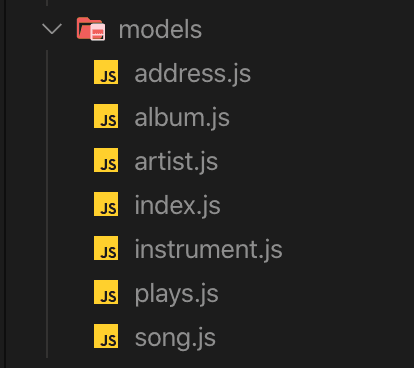 models
JS address.js
JS album.js
JS artist.js
JS index.js
JS instrument.js
JS plays.js
JS song.js